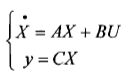 Ẋ = AX + BU
y = CX